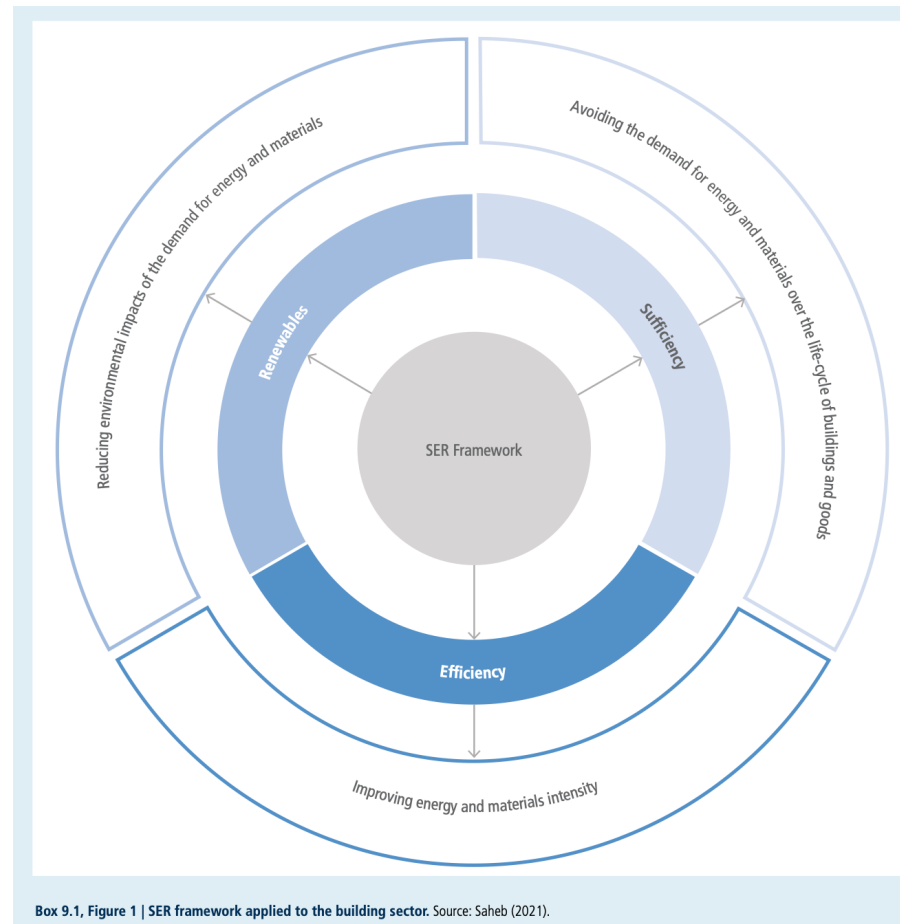 Reducing environmental impacts of the demand for energy and materials
Avoiding the demand for energy and materials over the life-cycle of buildings and goods
Renewables
Sufficiency
SER Framework
Efficiency
Improving energy and materials intensity
Box 9.1, Figure 1 | SER framework applied to the building sector. Source: Saheb (2021).